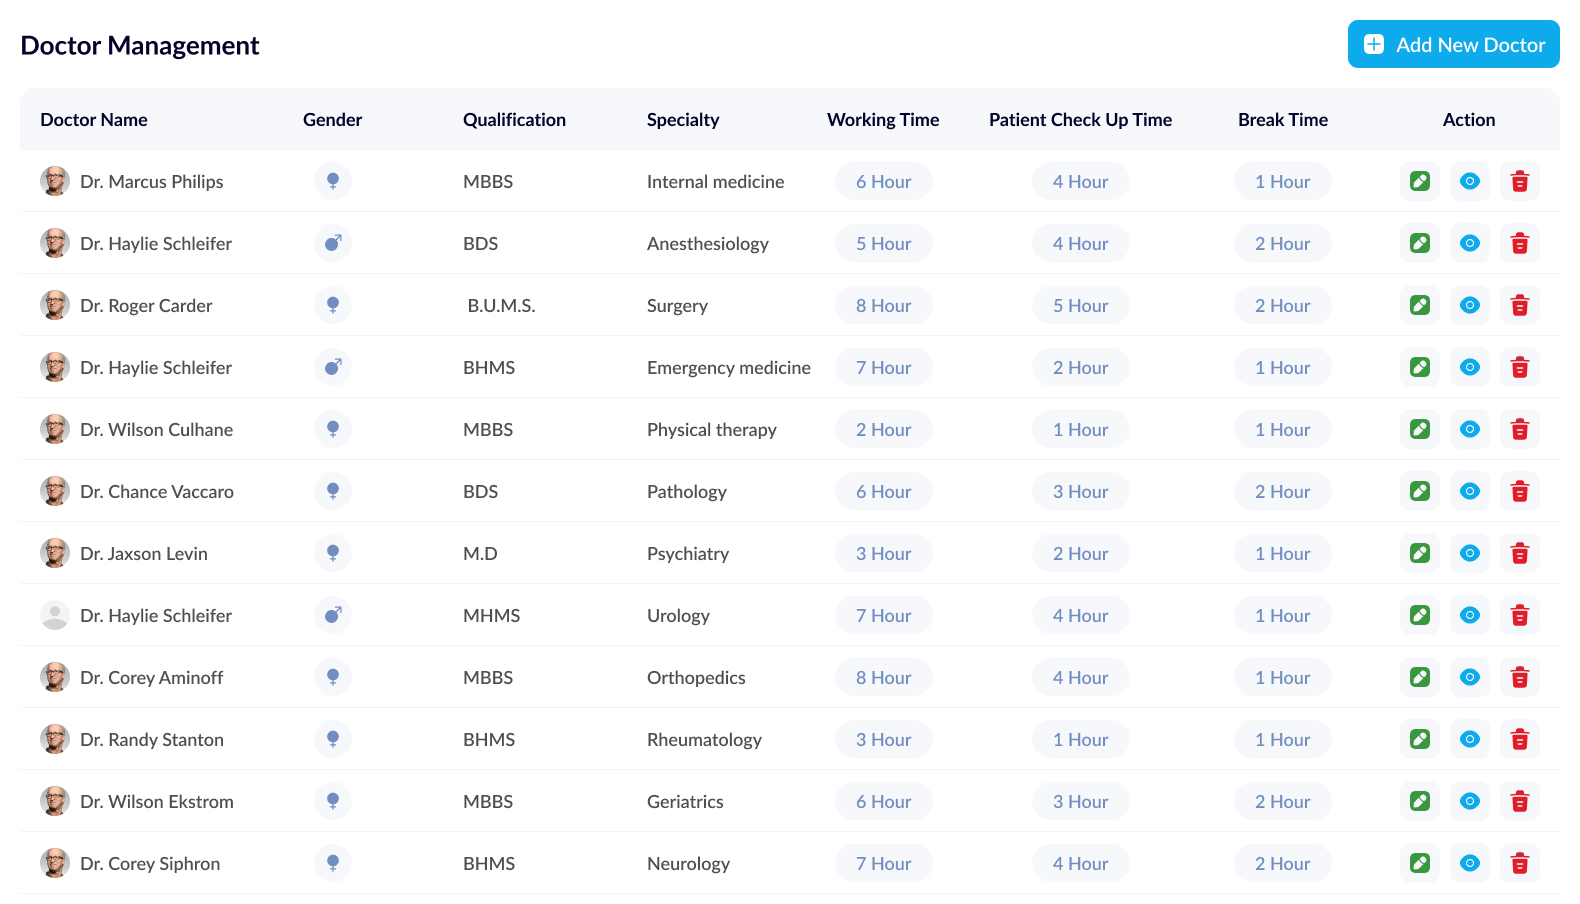 Doctor Management
Add New Doctor
Doctor Name Gender Qualification Specialty Working Time Patient Check Up Time Break Time Action
Dr. Marcus Philips MBBS Internal medicine 6 Hour 4 Hour 1 Hour
Dr. Haylie Schleifer BDS Anesthesiology 5 Hour 4 Hour 2 Hour
Dr. Roger Carder B.U.M.S. Surgery 8 Hour 5 Hour 2 Hour
Dr. Haylie Schleifer BHMS Emergency medicine 7 Hour 2 Hour 1 Hour
Dr. Wilson Culhane MBBS Physical therapy 2 Hour 1 Hour 1 Hour
Dr. Chance Vaccaro BDS Pathology 6 Hour 3 Hour 2 Hour
Dr. Jaxson Levin M.D Psychiatry 3 Hour 2 Hour 1 Hour
Dr. Haylie Schleifer MHMS Urology 7 Hour 4 Hour 1 Hour
Dr. Corey Aminoff MBBS Orthopedics 8 Hour 4 Hour 1 Hour
Dr. Randy Stanton BHMS Rheumatology 3 Hour 1 Hour 1 Hour
Dr. Wilson Ekstrom MBBS Geriatrics 6 Hour 3 Hour 2 Hour
Dr. Corey Siphron BHMS Neurology 7 Hour 4 Hour 2 Hour